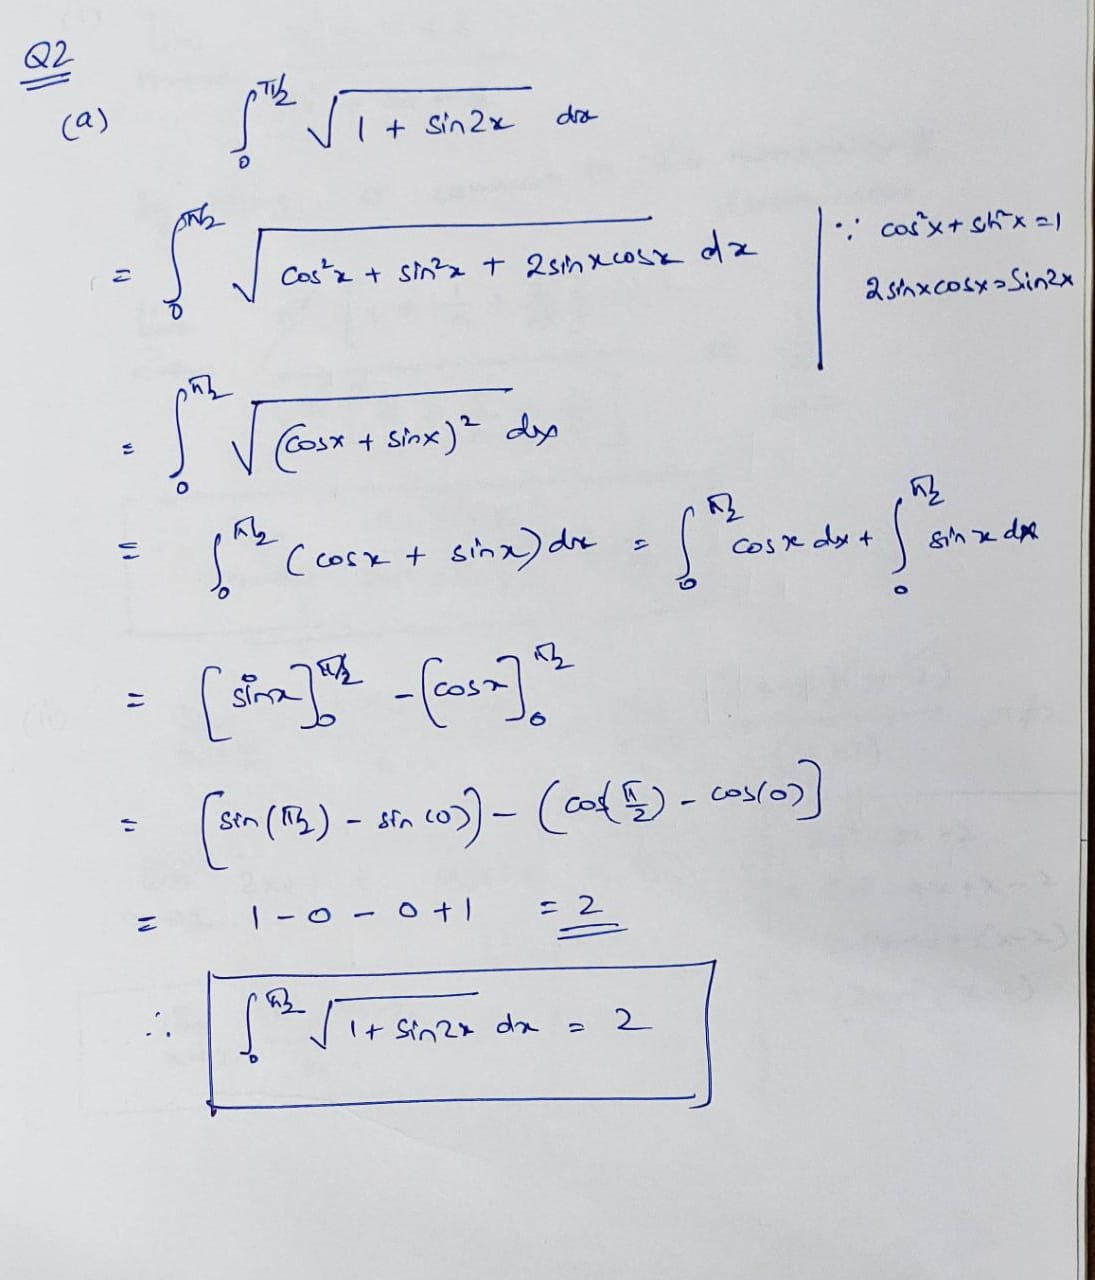 Q2
(a) ∫₀^{π/2} √(1 + sin2x) dx
= ∫₀^{π/2} √(cos²x + sin²x + 2sinxcosx) dx | ∵ cos²x + sin²x = 1
2sinxcosx = Sin2x
= ∫₀^{π/2} √((cosx + sinx)²) dx
= ∫₀^{π/2} (cosx + sinx) dx = ∫₀^{π/2} cosx dx + ∫₀^{π/2} sinx dx
= [sinx]₀^{π/2} - [cosx]₀^{π/2}
= [sin(π/2) - sin(0)] - (cos(π/2) - cos(0)]
= 1 - 0 - 0 + 1 = 2
∴ ∫₀^{π/2} √(1 + sin2x) dx = 2